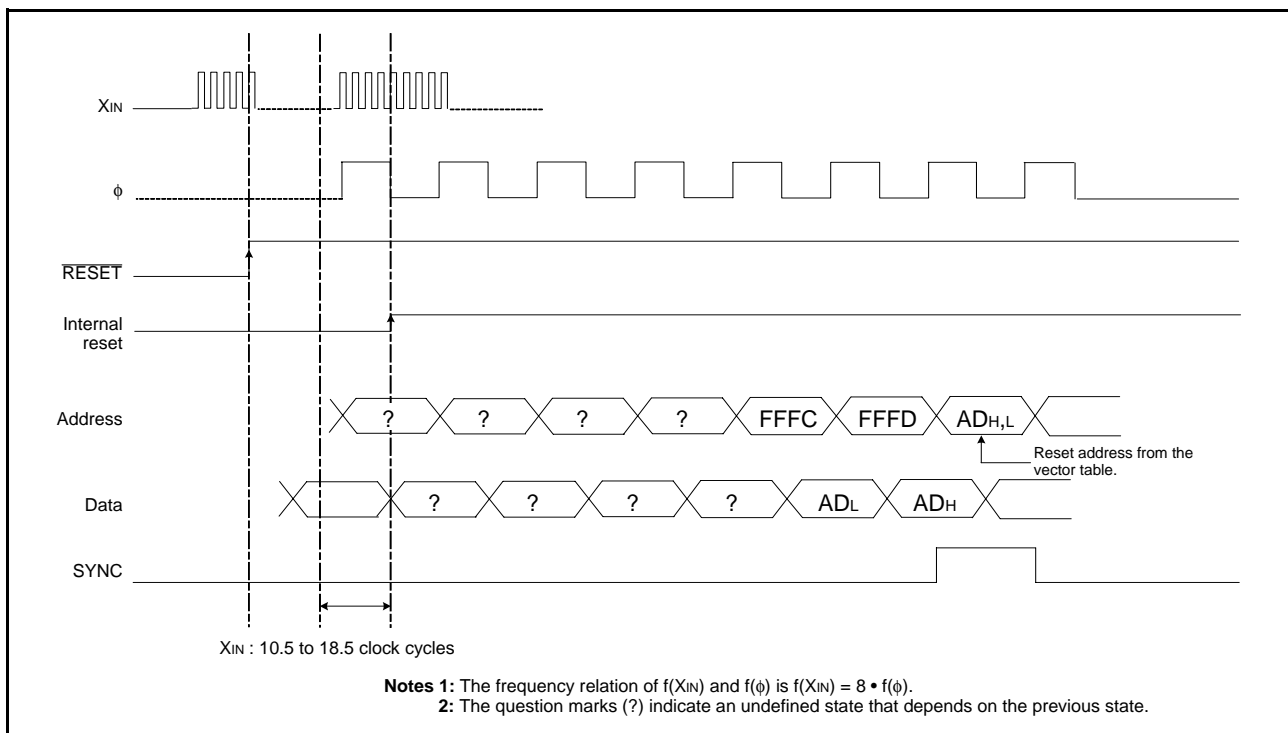 XIN
ϕ
RESET
Internal
reset
Address
? ? ? ? FFFC FFFD ADH,L
Reset address from the
vector table.
Data
? ? ? ? ADL ADH
SYNC
XIN : 10.5 to 18.5 clock cycles
Notes 1: The frequency relation of f(XIN) and f(ϕ) is f(XIN) = 8 • f(ϕ).
2: The question marks (?) indicate an undefined state that depends on the previous state.